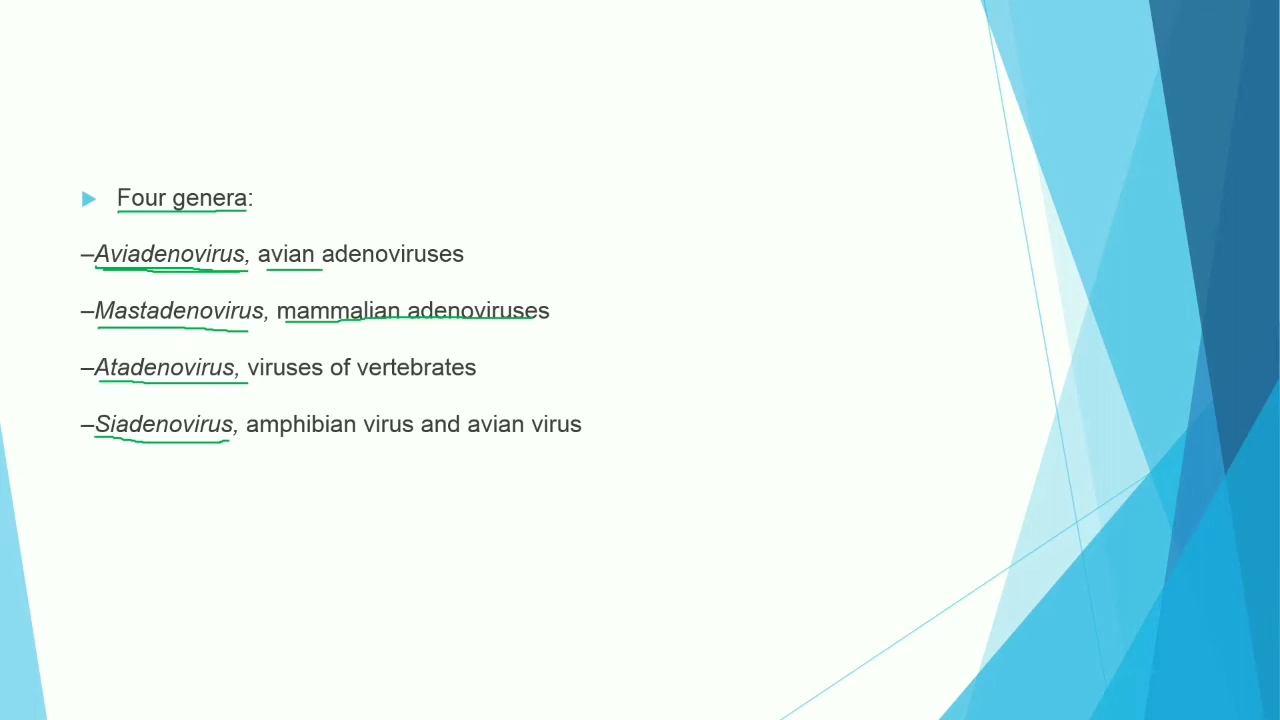 Four genera:
–Aviadenovirus, avian adenoviruses
–Mastadenovirus, mammalian adenoviruses
–Atadenovirus, viruses of vertebrates
–Siadenovirus, amphibian virus and avian virus